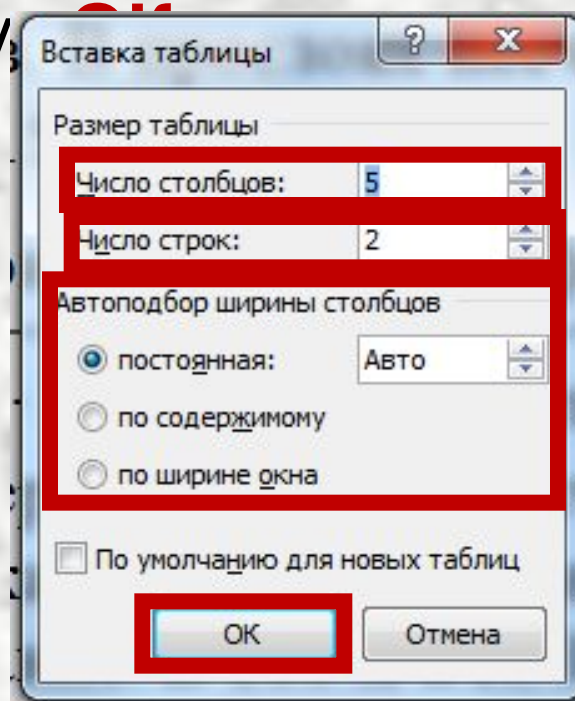 Вставка таблицы
Размер таблицы
Число столбцов: 5
Число строк: 2
Автоподбор ширины столбцов
постоянная: Авто
по содержимому
по ширине окна
По умолчанию для новых таблиц
ОК Отмена